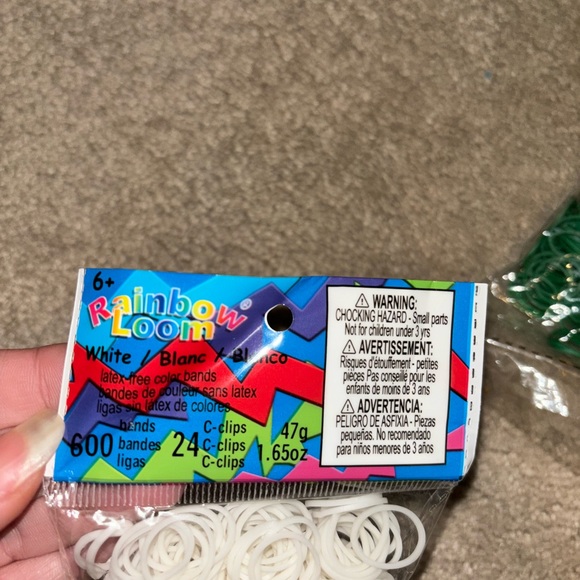 6+
Rainbow®
Loom
White / Blanc / Blanco
latex-free color bands
bandes de couleur sans latex
ligas sin latex de colores
600 bands
bandes
ligas
24 C-clips
C-clips
C-clips
47g
1.65oz
⚠ WARNING:
CHOCKING HAZARD - Small parts
Not for children under 3 yrs
⚠ AVERTISSEMENT:
Risques d'étouffement - petites
pièces Pas conseille pour les
enfants de moins de 3 ans
⚠ ADVERTENCIA:
PELIGRO DE ASFIXIA - Piezas
pequeñas. No recomendado
para niños menores de 3 años